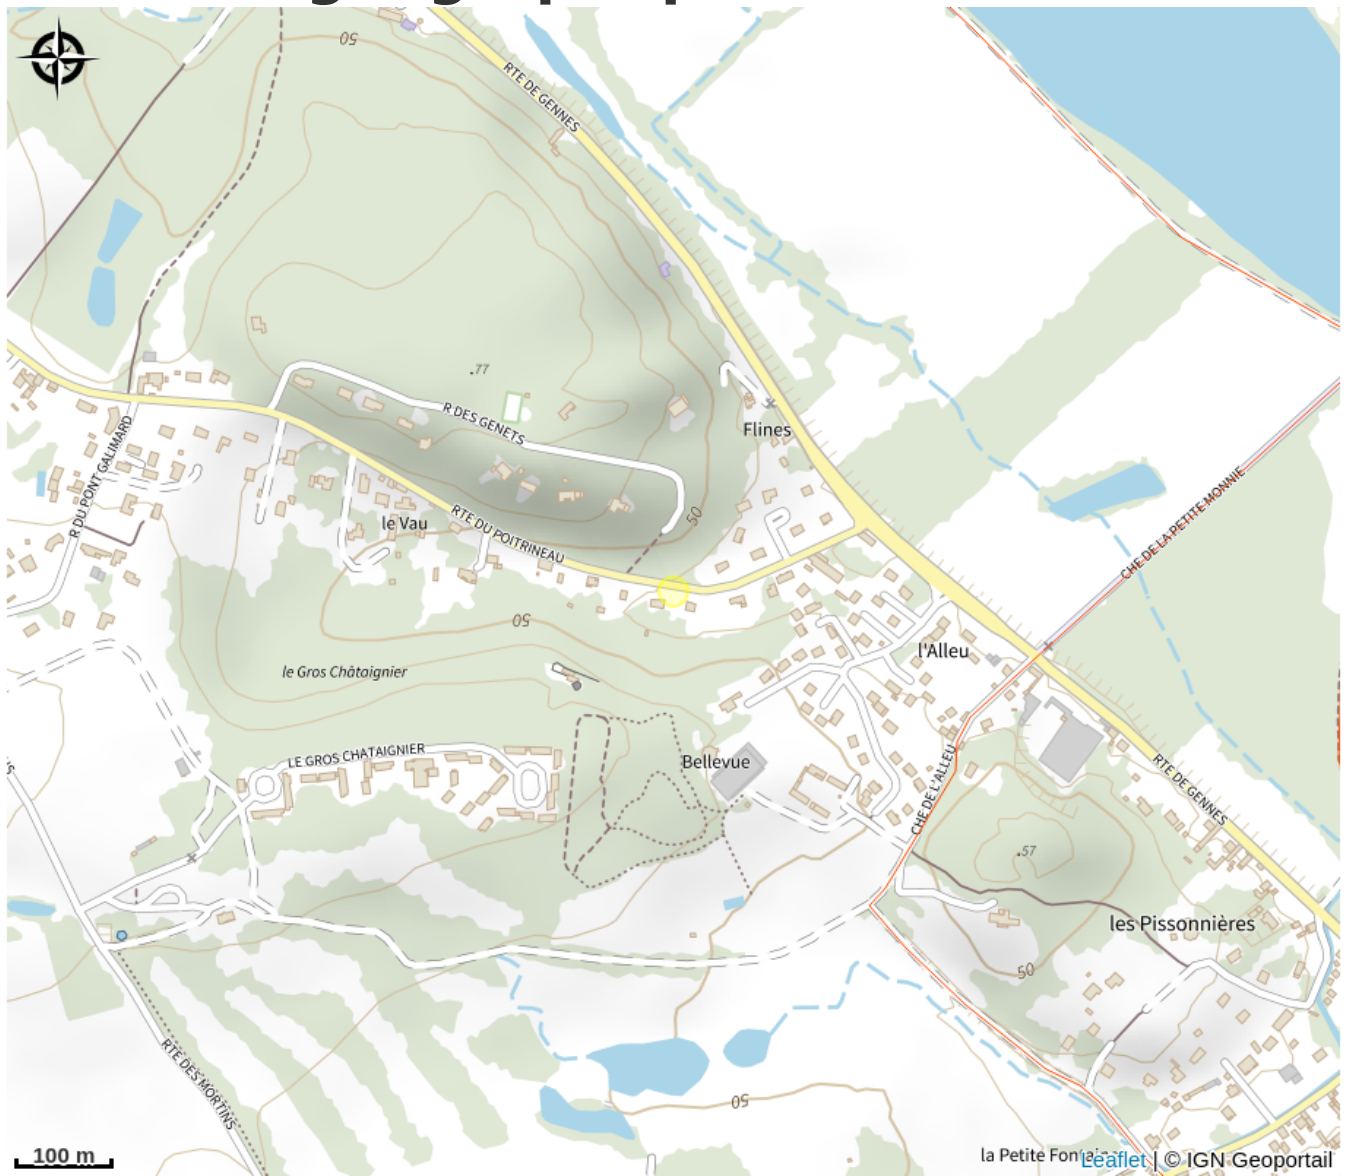 50
RTE DE GENNES
.77
R DES GENETS
Flines
R DU PONT GALIMARD
le Vau
RTE DU POITRINEAU
50
CHE DE LA PETITE MONNIE
50
l'Alleu
le Gros Châtaignier
LE GROS CHATAIGNIER
Bellevue
CHE DE L'ALLEU
RTE DE GENNES
.57
les Pissonnières
50
RTE DES MORTINS
50
100 m
la Petite Fontaine
Leaflet | © IGN Geoportail